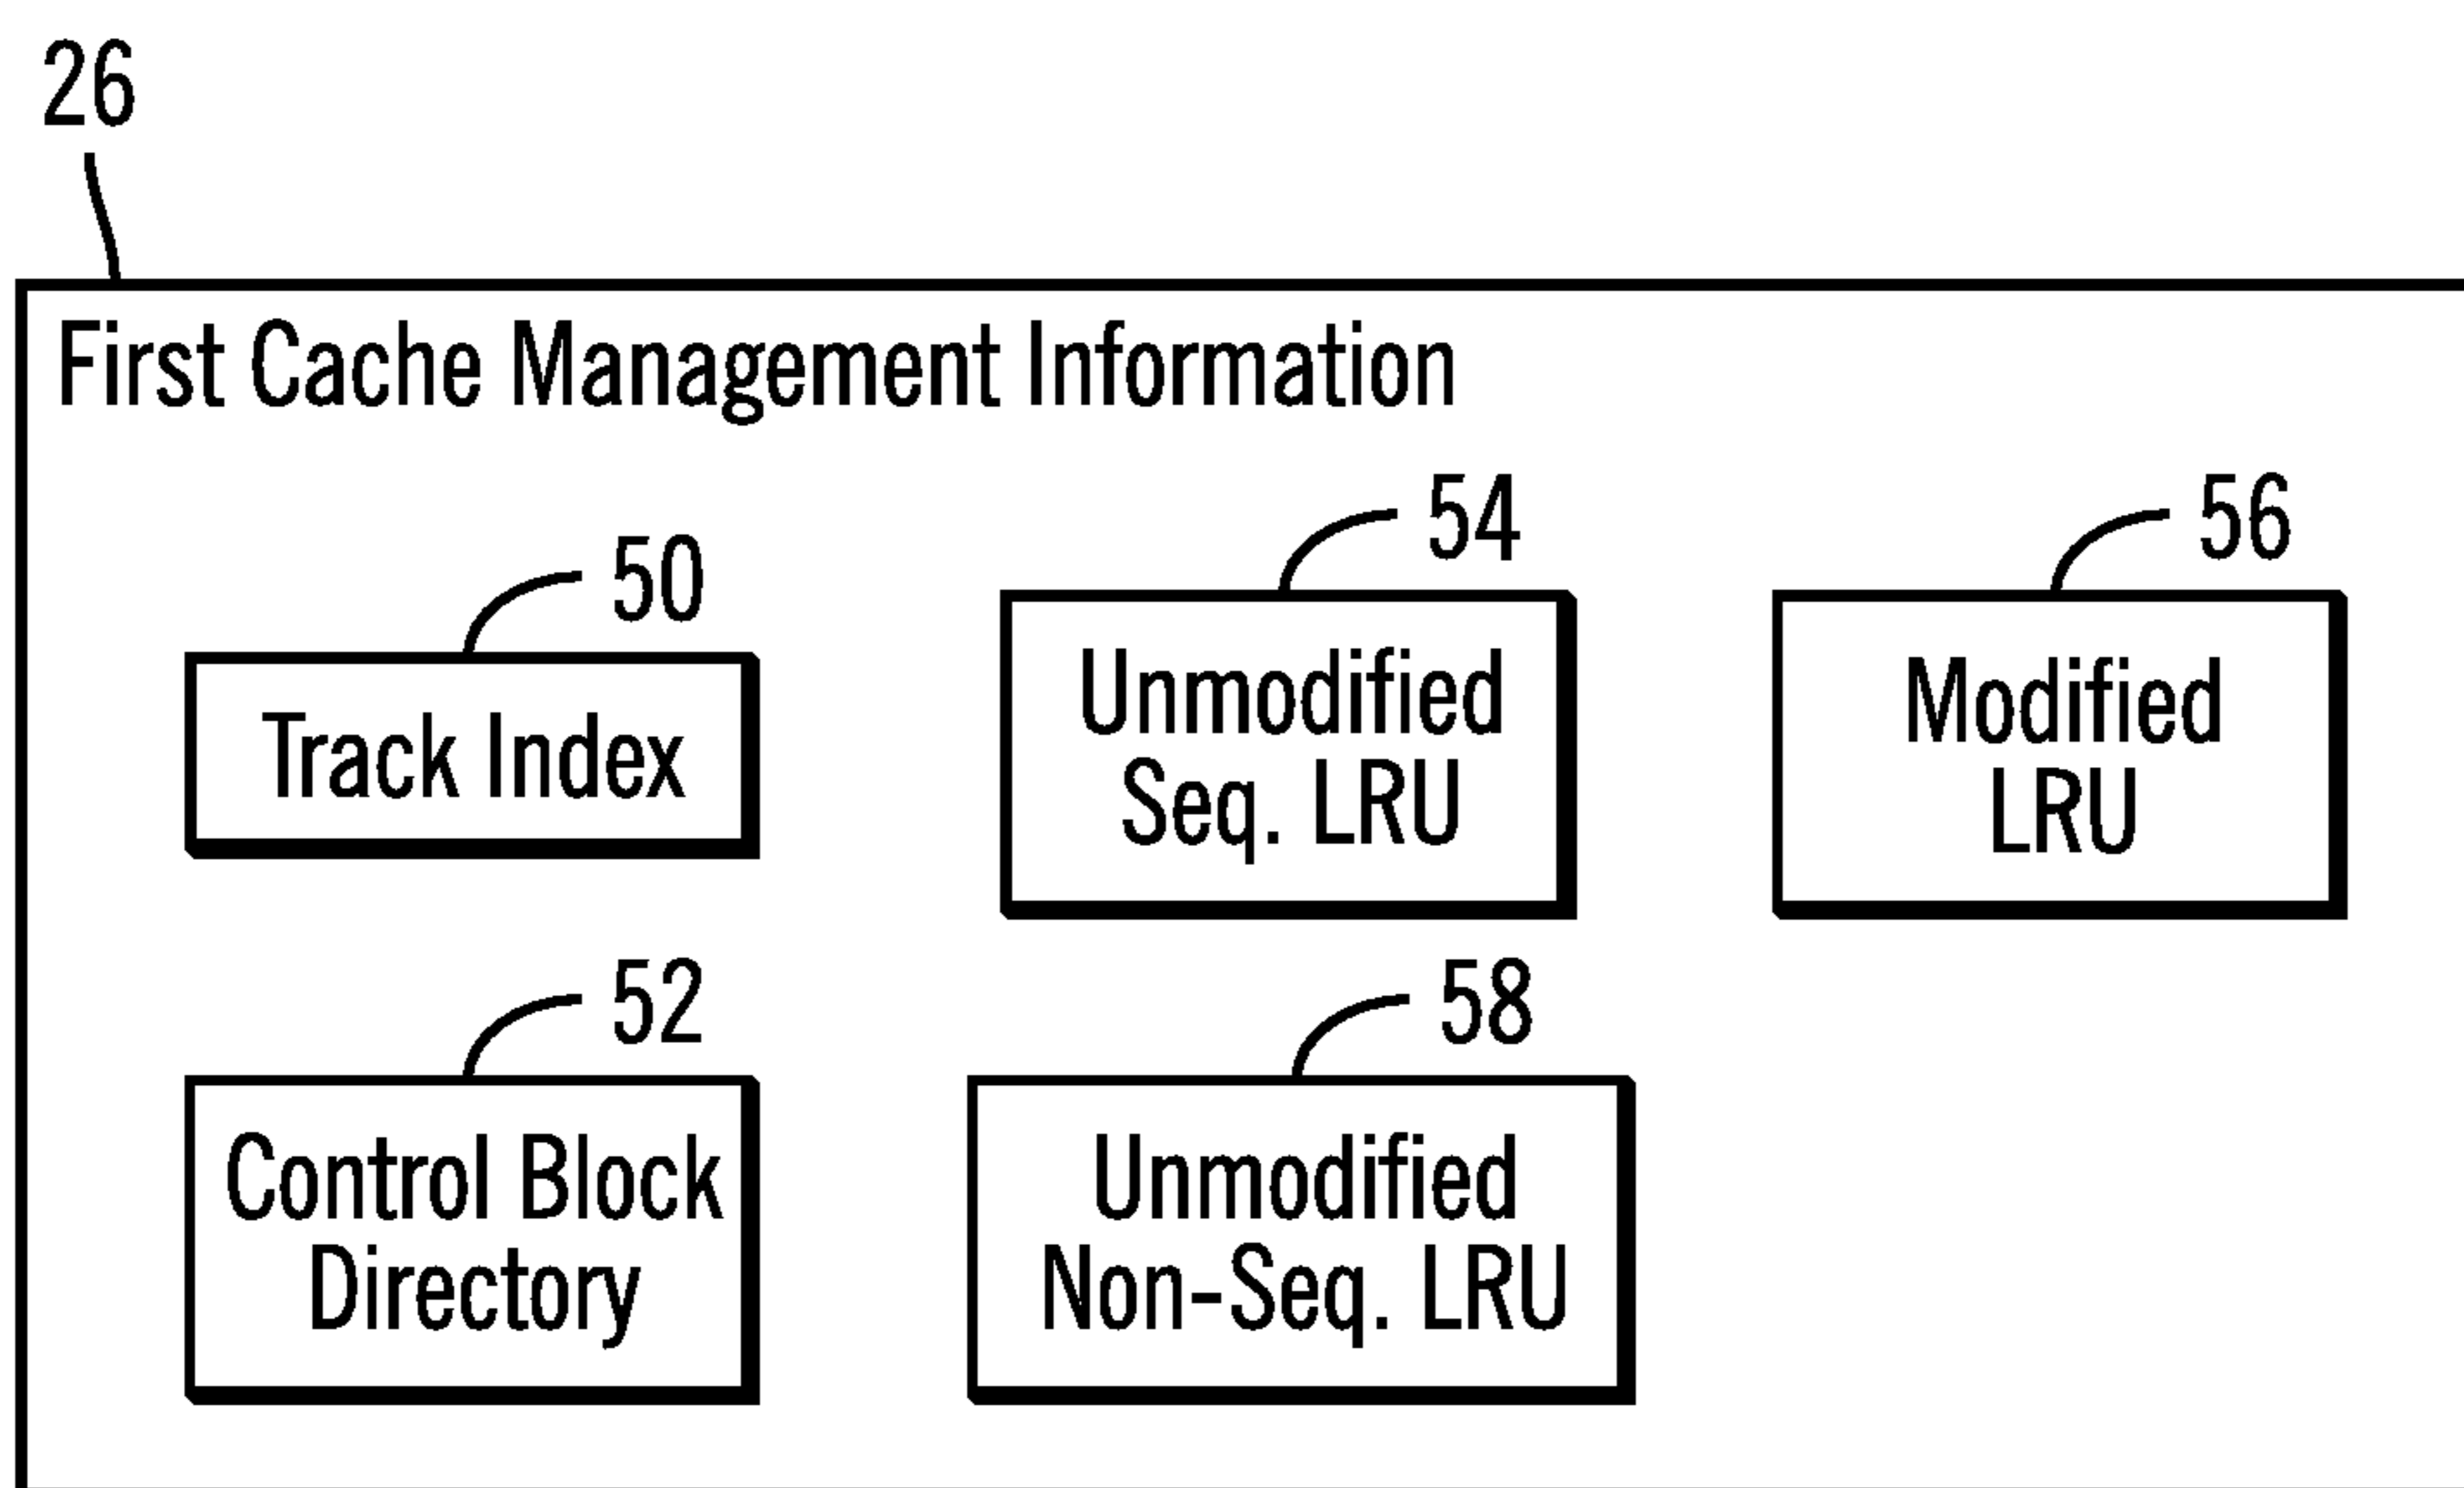 26
First Cache Management Information
50
Track Index
54
Unmodified
Seq. LRU
56
Modified
LRU
52
Control Block
Directory
58
Unmodified
Non-Seq. LRU